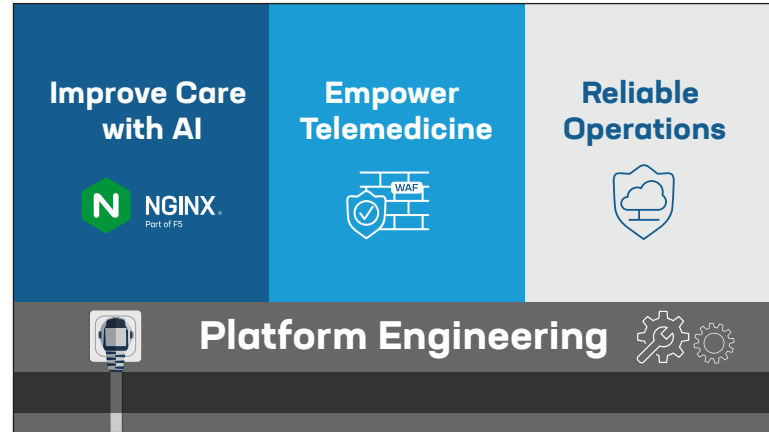 Improve Care
with AI
NGINX
Part of F5
Empower
Telemedicine
WAF
Reliable
Operations
Platform Engineering